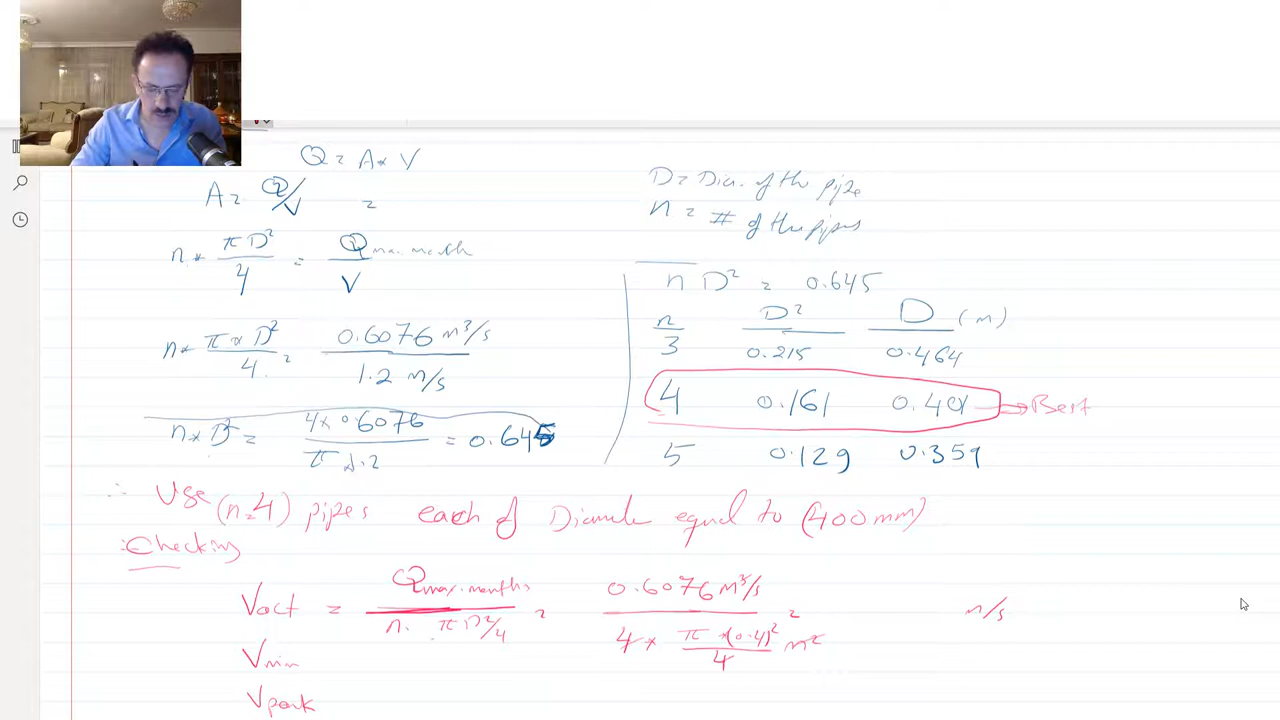 Q = A * V
A = Q/V =
n * πD²/4 = Q max. month / V
n * π*D²/4 = 0.6076 m³/s / 1.2 m/s
n * D² = 4 x 0.6076 / π * 1.2 = 0.645
D = Dia. of the pipe
n = # of the pipes
n D² = 0.645
n D² D (m)
3 0.215 0.464
4 0.161 0.401 ⇒ Best
5 0.129 0.359
∴ Use (n=4) pipes each of Diameter equal to (400mm)
: Checking
Vact = Q max. months / n. πD²/4 = 0.6076 m³/s / 4 * π*(0.4)²/4 m² = m/s
Vmin
Vpeak